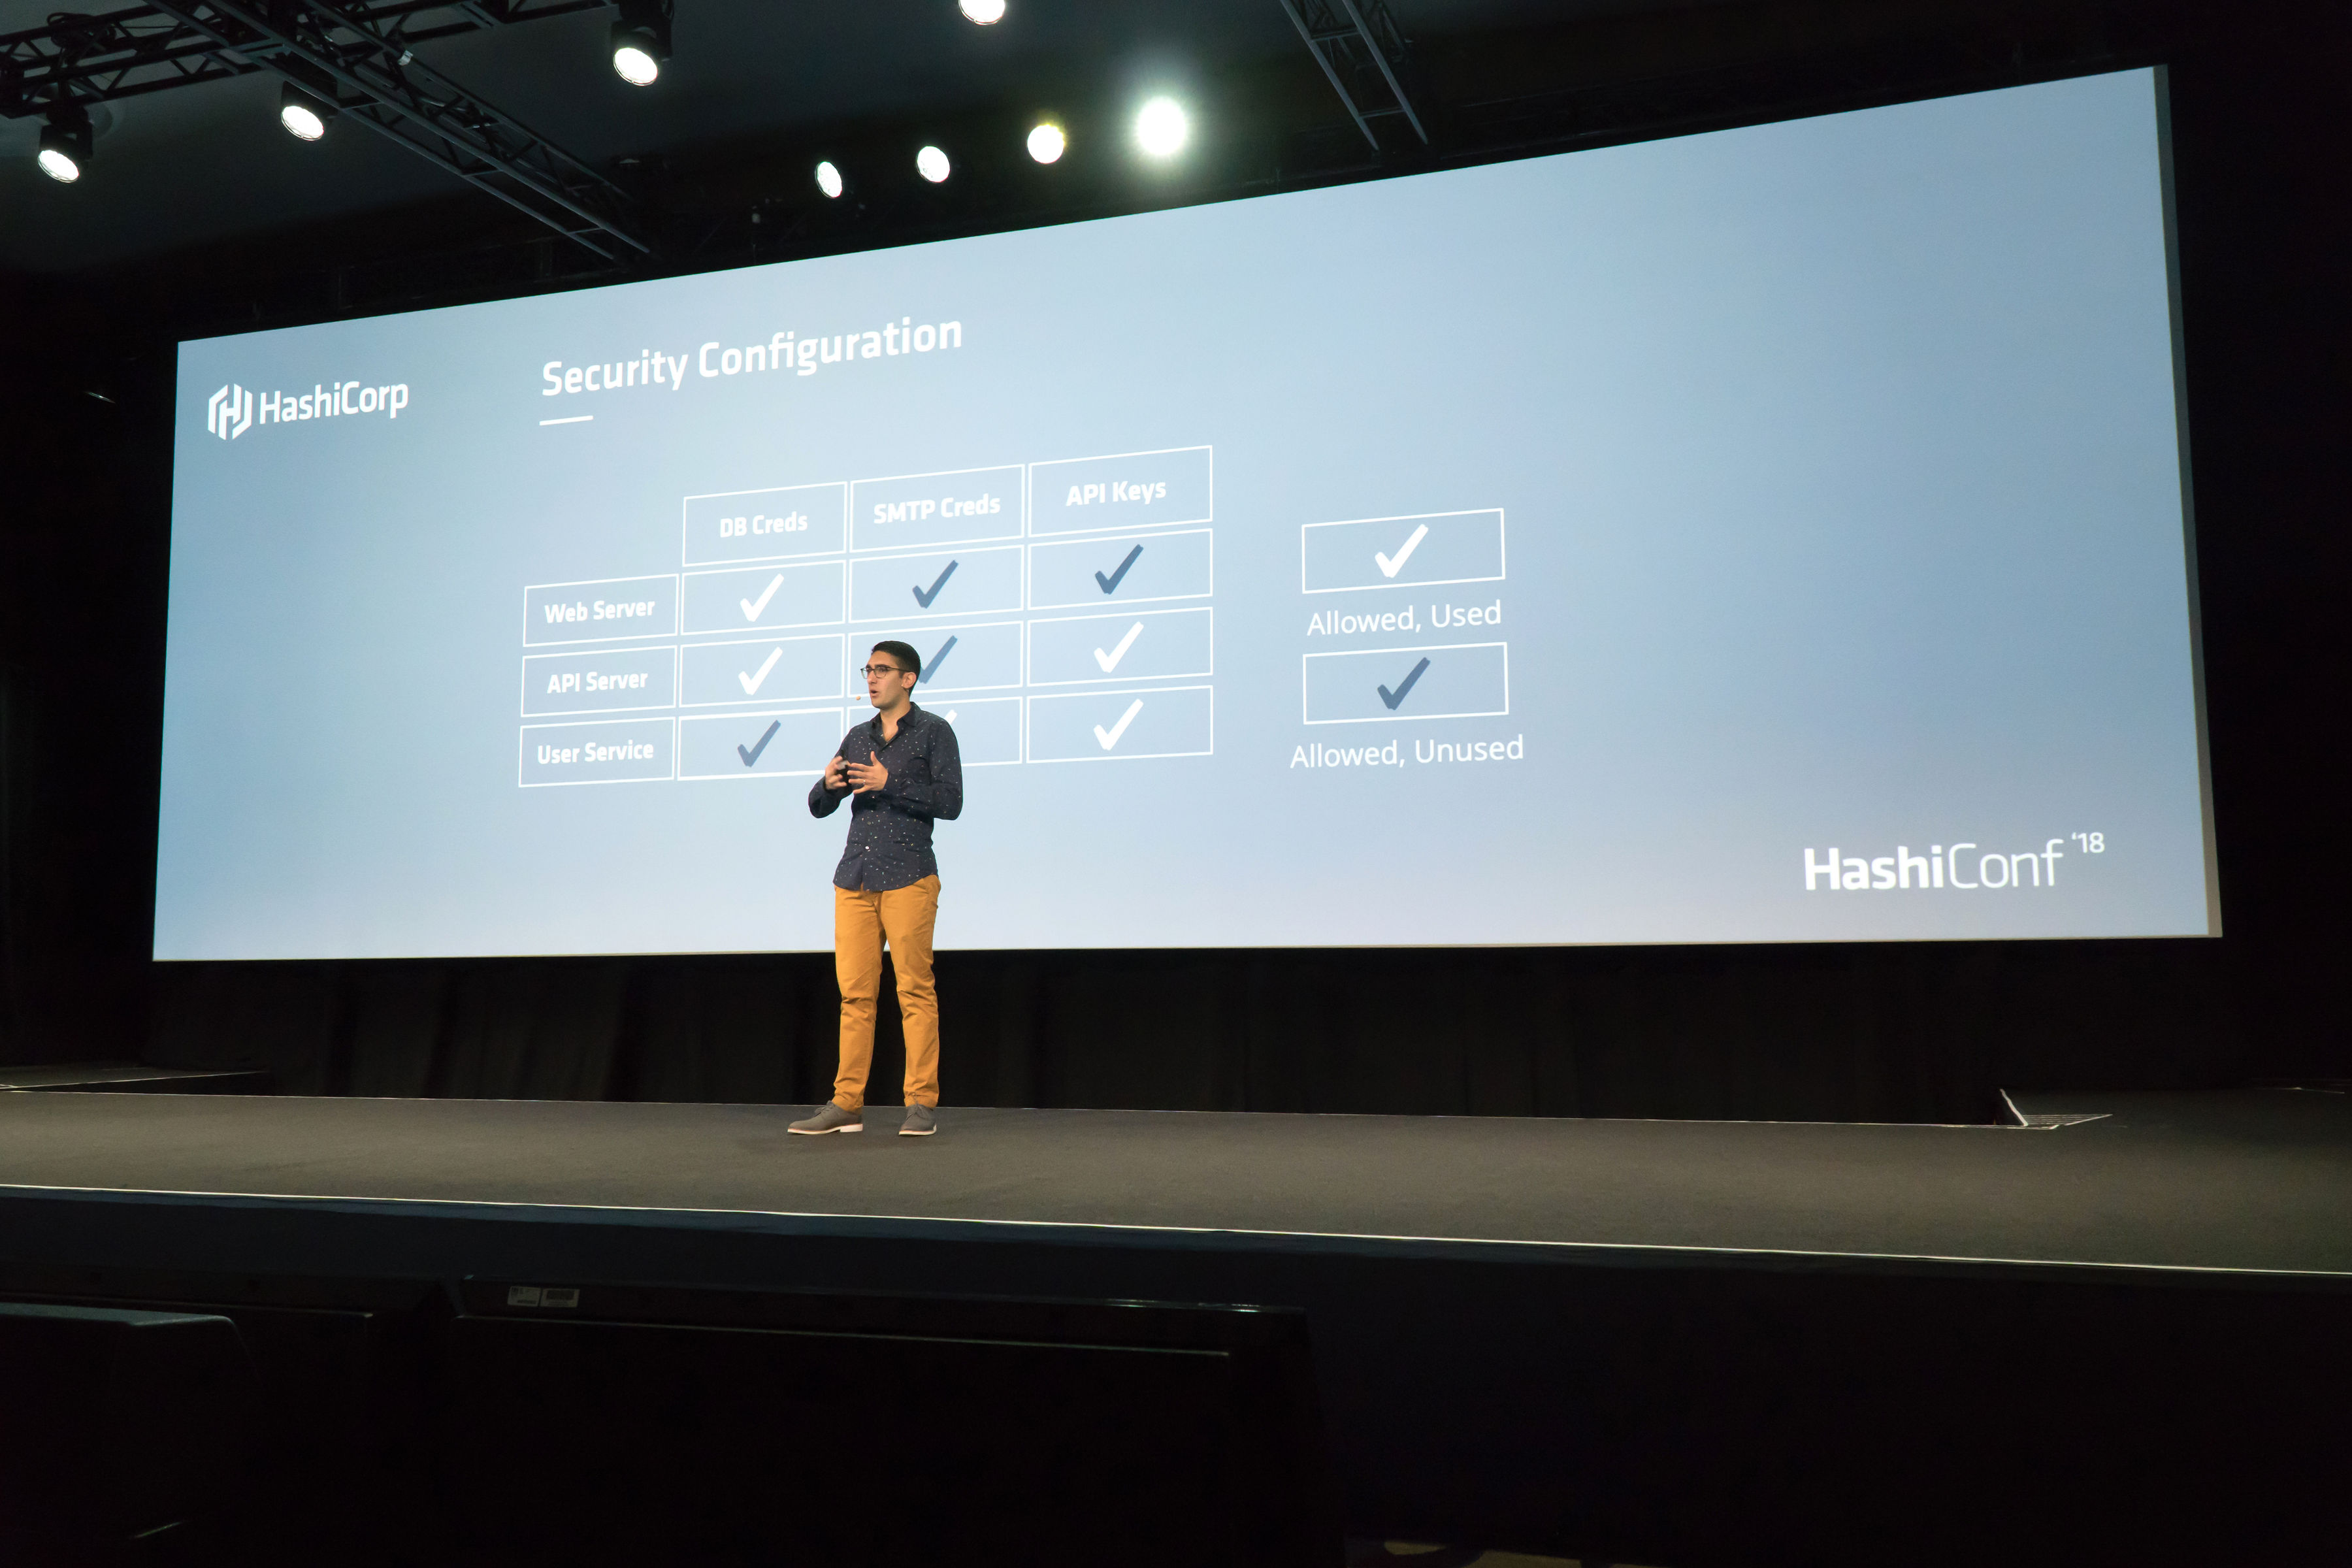 HashiCorp
Security Configuration
DB Creds SMTP Creds API Keys
Web Server
API Server
User Service
Allowed, Used
Allowed, Unused
HashiConf '18